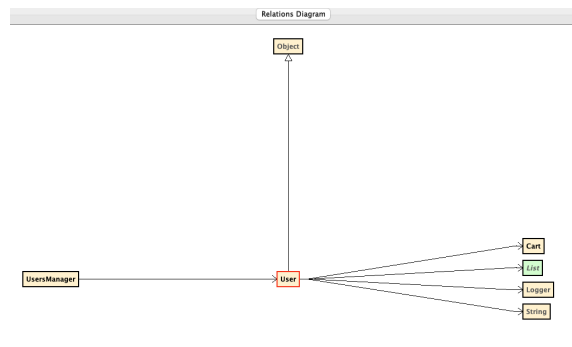 Relations Diagram
Object
Cart
List
UsersManager
User
Logger
String